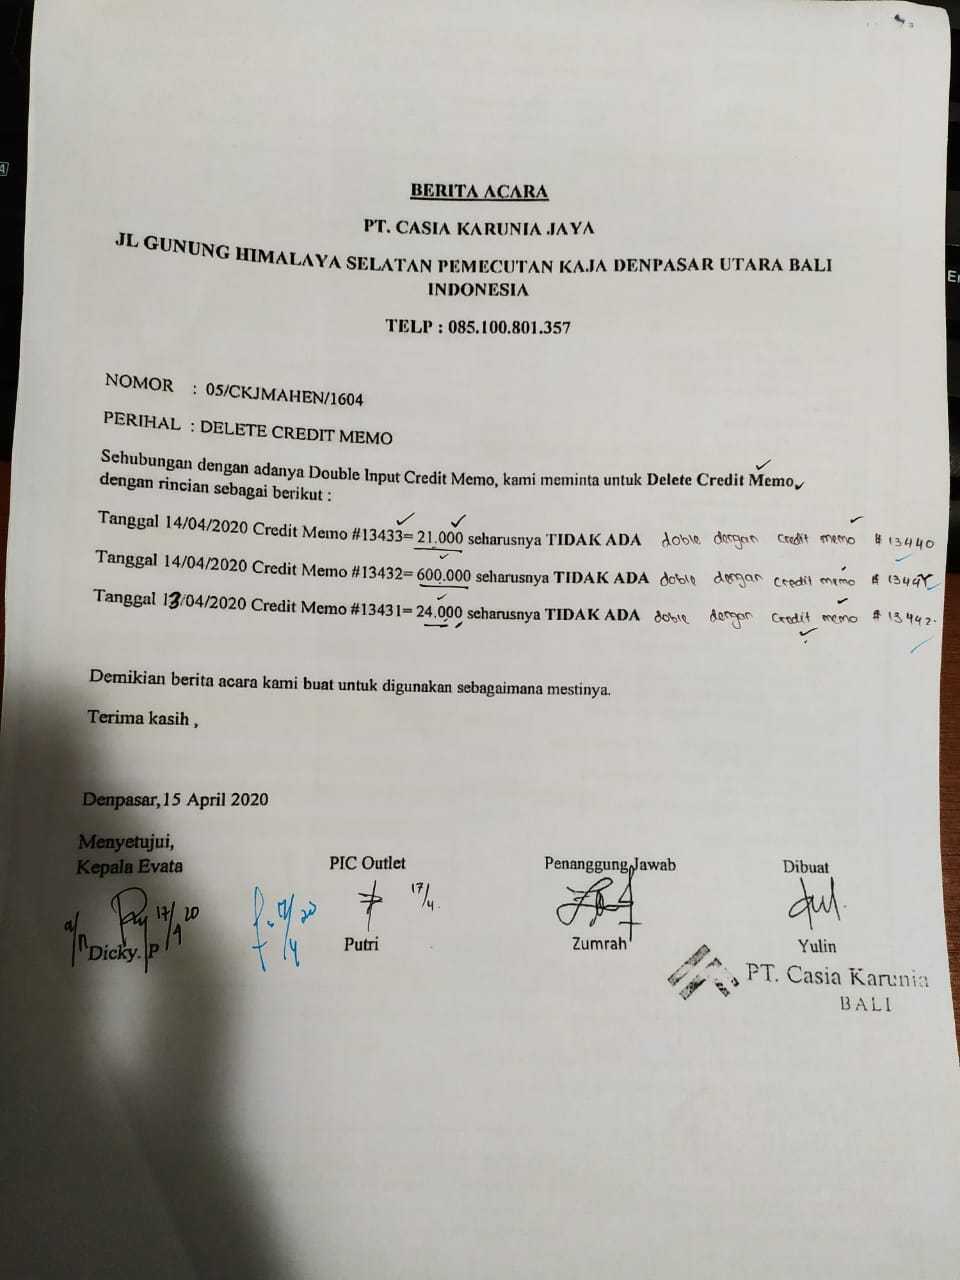 BERITA ACARA
PT. CASIA KARUNIA JAYA
JL GUNUNG HIMALAYA SELATAN PEMECUTAN KAJA DENPASAR UTARA BALI
INDONESIA
TELP : 085.100.801.357
NOMOR : 05/CKJMAHEN/1604
PERIHAL : DELETE CREDIT MEMO
Sehubungan dengan adanya Double Input Credit Memo, kami meminta untuk Delete Credit Memo,
dengan rincian sebagai berikut :
Tanggal 14/04/2020 Credit Memo #13433= 21.000 seharusnya TIDAK ADA doble dengan credit memo # 13440
Tanggal 14/04/2020 Credit Memo #13432= 600.000 seharusnya TIDAK ADA doble dengan credit memo #
Tanggal 13/04/2020 Credit Memo #13431= 24.000 seharusnya TIDAK ADA doble dengan credit memo # 13442.
Demikian berita acara kami buat untuk digunakan sebagaimana mestinya.
Terima kasih ,
Denpasar,15 April 2020
Menyetujui,
Kepala Evata PIC Outlet Penanggung Jawab Dibuat
a/n 17/4 20 17/4.
Dicky. P Putri Zumrah Yulin
PT. Casia Karunia
BALI